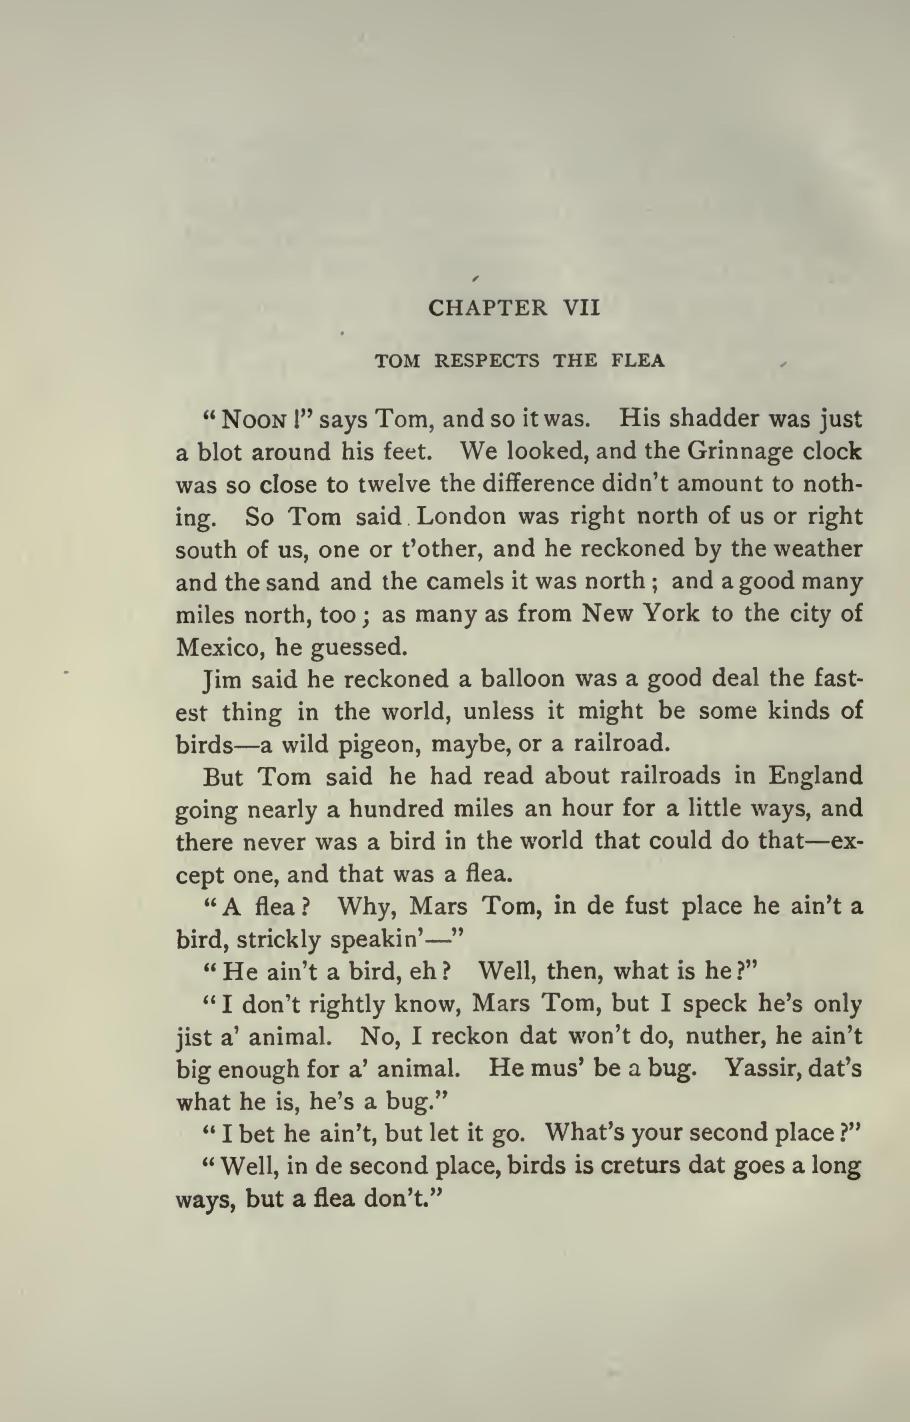 CHAPTER VII
TOM RESPECTS THE FLEA
“ NOON !” says Tom, and so it was. His shadder was just
a blot around his feet. We looked, and the Grinnage clock
was so close to twelve the difference didn’t amount to noth-
ing. So Tom said London was right north of us or right
south of us, one or t’other, and he reckoned by the weather
and the sand and the camels it was north ; and a good many
miles north, too ; as many as from New York to the city of
Mexico, he guessed.
Jim said he reckoned a balloon was a good deal the fast-
est thing in the world, unless it might be some kinds of
birds—a wild pigeon, maybe, or a railroad.
But Tom said he had read about railroads in England
going nearly a hundred miles an hour for a little ways, and
there never was a bird in the world that could do that—ex-
cept one, and that was a flea.
“ A flea ? Why, Mars Tom, in de fust place he ain’t a
bird, strickly speakin’—”
“ He ain’t a bird, eh ? Well, then, what is he ?”
“ I don’t rightly know, Mars Tom, but I speck he’s only
jist a’ animal. No, I reckon dat won’t do, nuther, he ain’t
big enough for a’ animal. He mus’ be a bug. Yassir, dat’s
what he is, he’s a bug.”
“ I bet he ain’t, but let it go. What’s your second place ?”
“ Well, in de second place, birds is creturs dat goes a long
ways, but a flea don’t.”